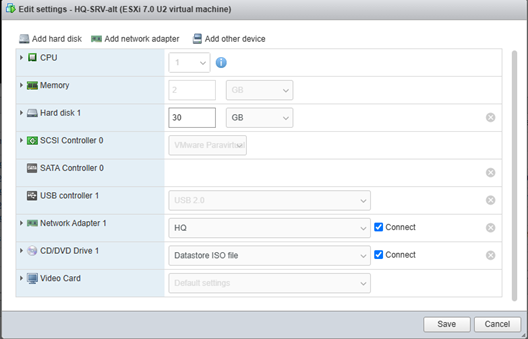 Edit settings - HQ-SRV-alt (ESXi 7.0 U2 virtual machine)
Add hard disk Add network adapter Add other device
CPU 1
Memory 2 GB
Hard disk 1 30 GB
SCSI Controller 0 VMware Paravirtual
SATA Controller 0
USB controller 1 USB 2.0
Network Adapter 1 HQ Connect
CD/DVD Drive 1 Datastore ISO file Connect
Video Card Default settings
Save Cancel